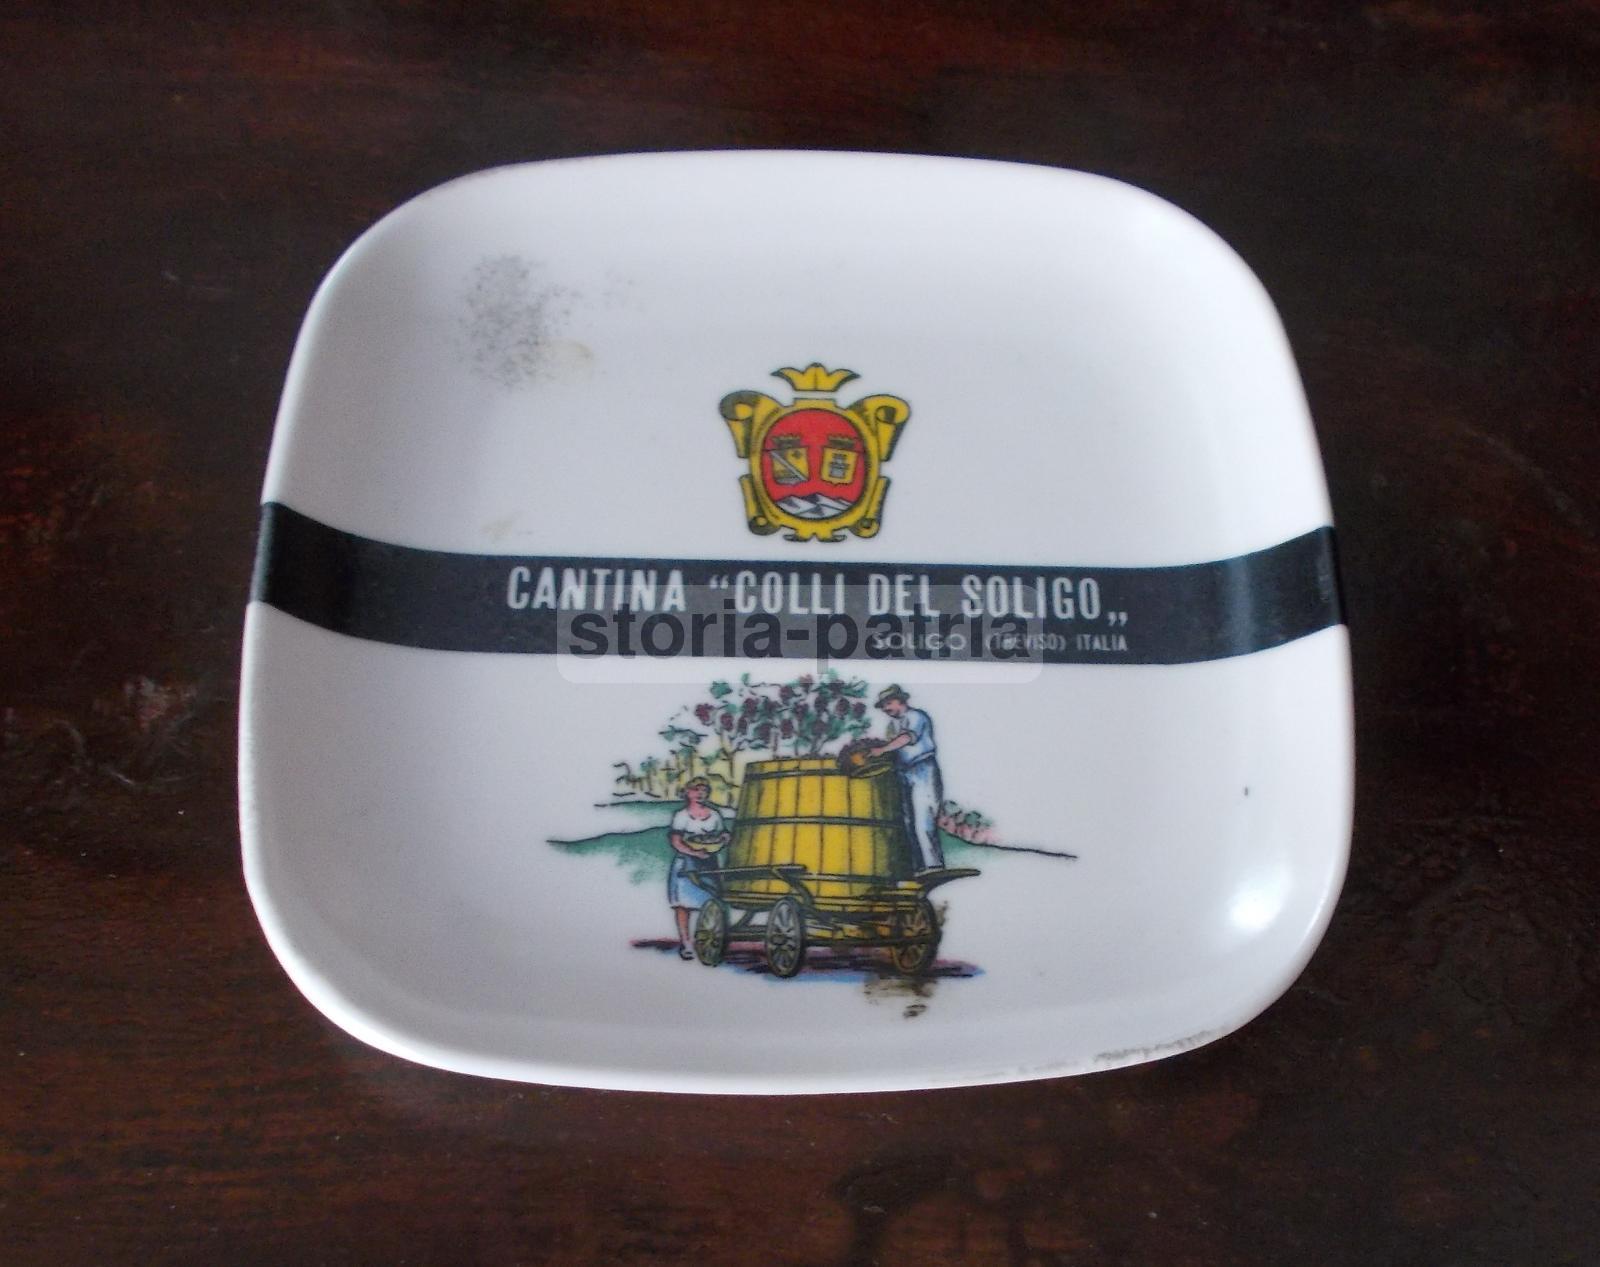 CANTINA “COLLI DEL SOLIGO„
storia-patria
SOLIGO (TREVISO) ITALIA